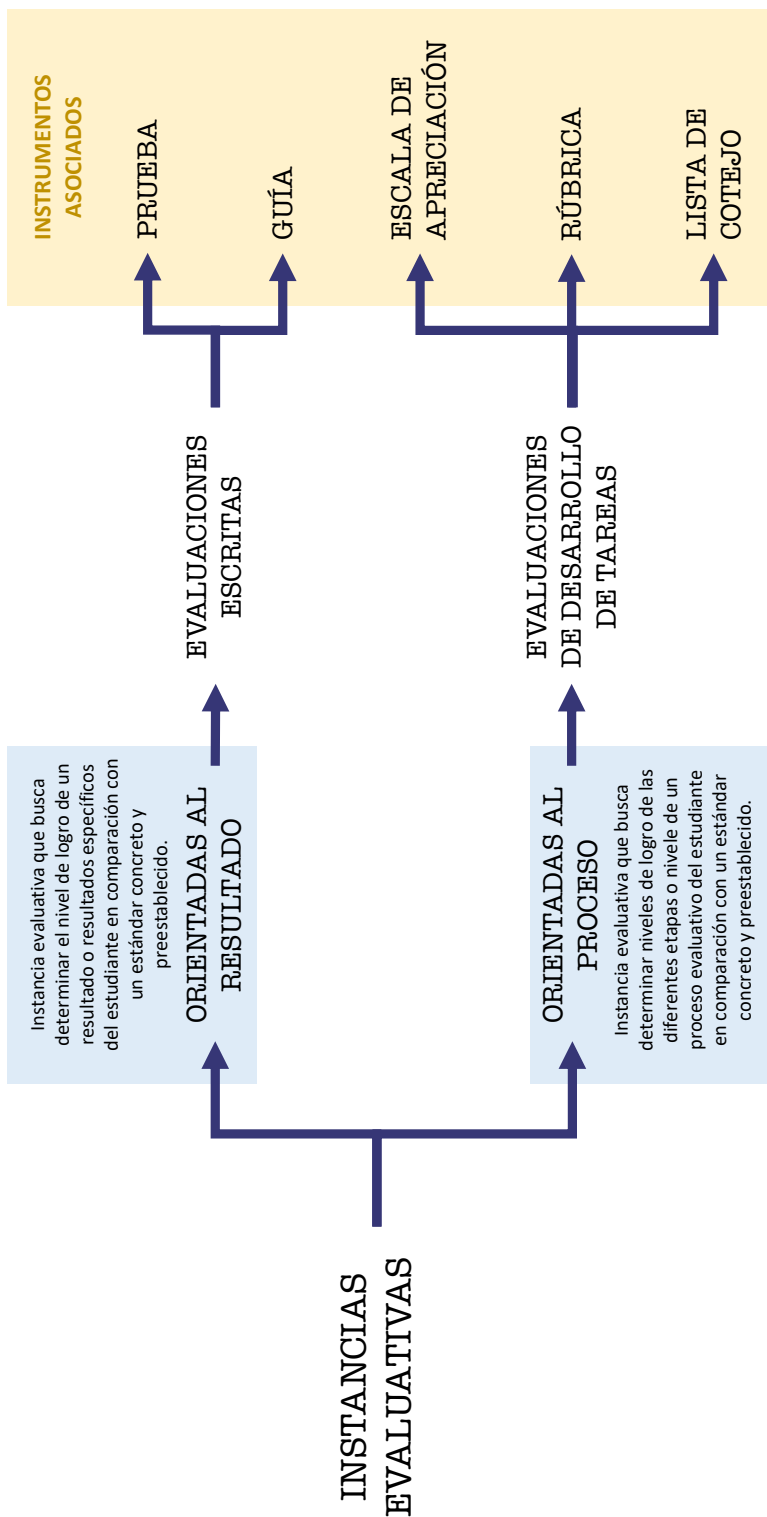 INSTANCIAS
EVALUATIVAS
Instancia evaluativa que busca
determinar el nivel de logro de un
resultado o resultados específicos
del estudiante en comparación con
un estándar concreto y
preestablecido.
ORIENTADAS AL
RESULTADO
EVALUACIONES
ESCRITAS
INSTRUMENTOS
ASOCIADOS
PRUEBA
GUÍA
ORIENTADAS AL
PROCESO
Instancia evaluativa que busca
determinar niveles de logro de las
diferentes etapas o nivele de un
proceso evaluativo del estudiante
en comparación con un estándar
concreto y preestablecido.
EVALUACIONES
DE DESARROLLO
DE TAREAS
ESCALA DE
APRECIACIÓN
RÚBRICA
LISTA DE
COTEJO